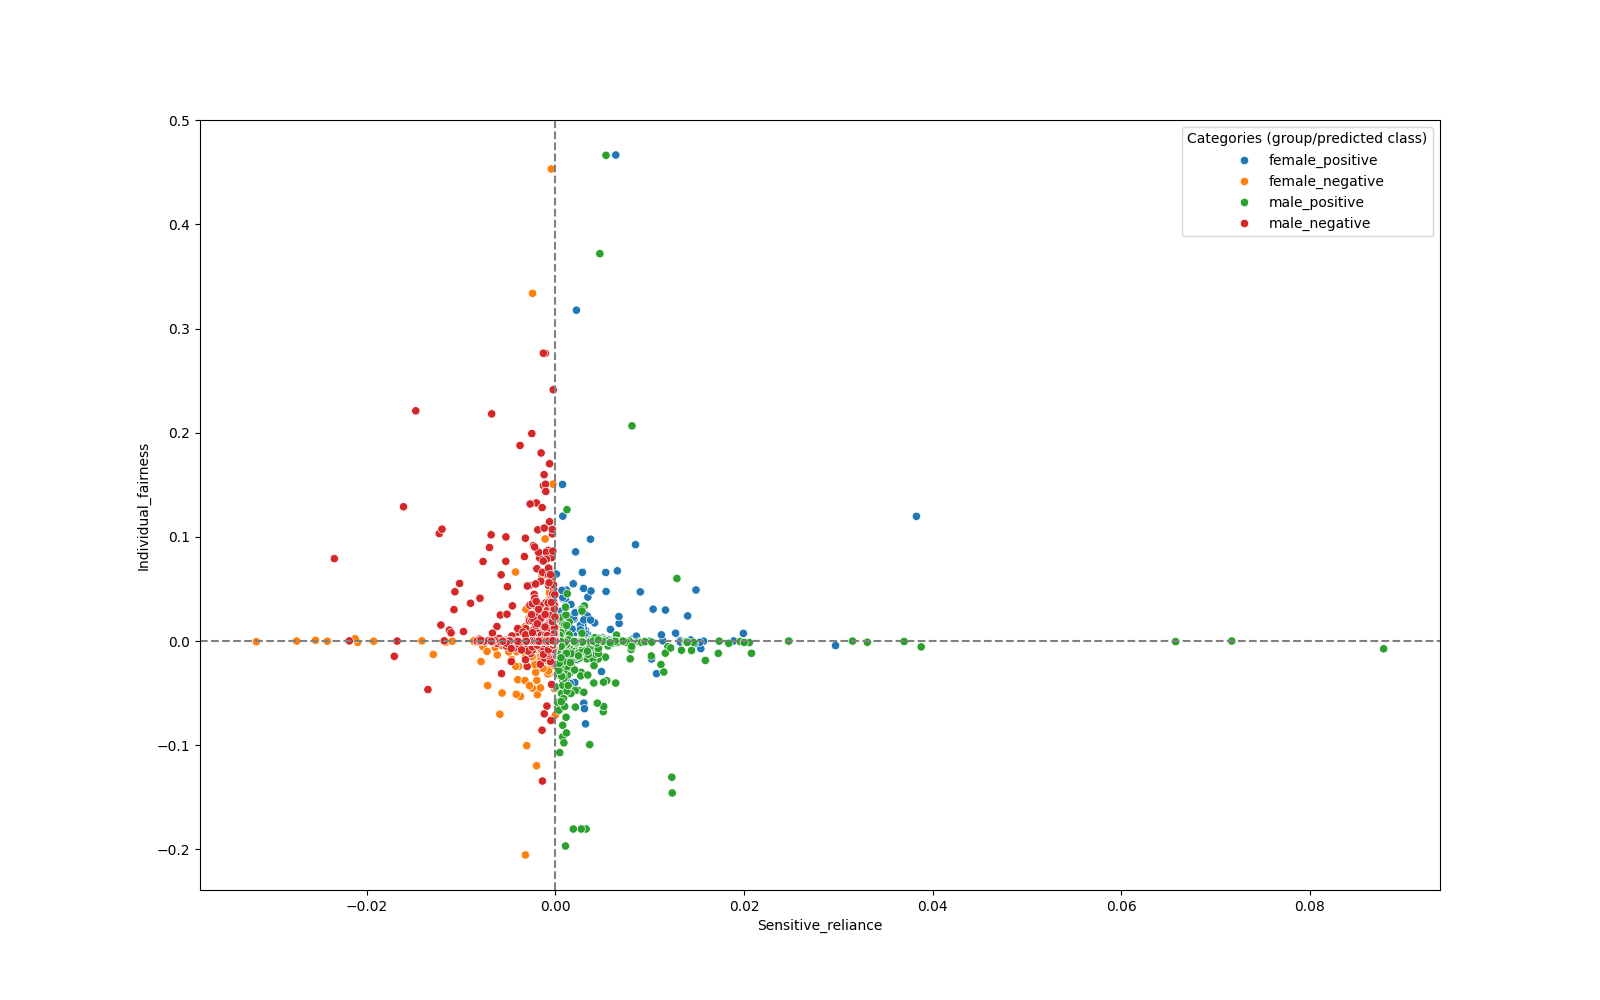 Categories (group/predicted class)
female_positive
female_negative
male_positive
male_negative
0.5
0.4
0.3
0.2
0.1
0.0
−0.1
−0.2
Individual_fairness
−0.02
0.00
0.02
0.04
0.06
0.08
Sensitive_reliance